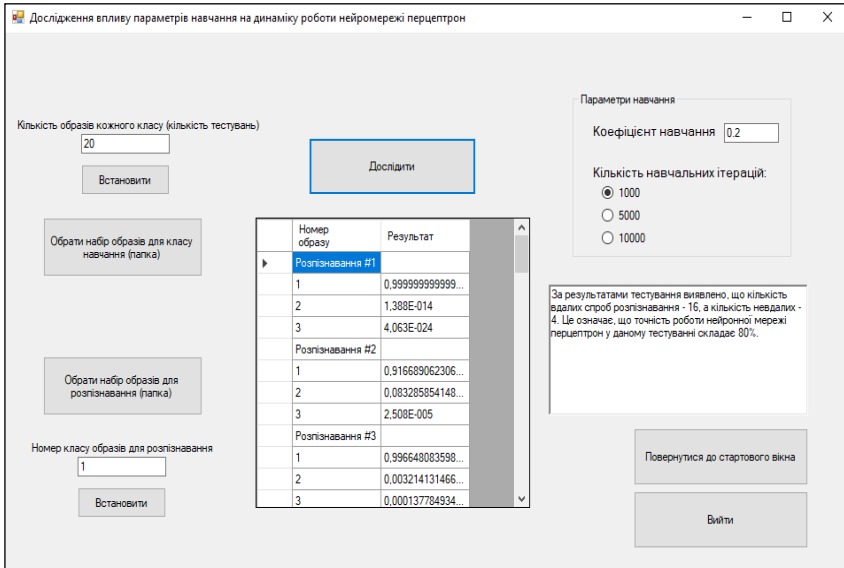 Дослідження впливу параметрів навчання на динаміку роботи нейромережі перцептрон
Кількість образів кожного класу (кількість тестувань)
20
Встановити
Обрати набір образів для класу
навчання (папка)
Обрати набір образів для
розпізнавання (папка)
Номер класу образів для розпізнавання
1
Встановити
Дослідити
Номер
образу
Результат
Розпізнавання #1
1 0,999999999999...
2 1,388E-014
3 4,063E-024
Розпізнавання #2
1 0,916689062306...
2 0,083285854148...
3 2,508E-005
Розпізнавання #3
1 0,996648083598...
2 0,003214131466...
3 0,000137784934...
Параметри навчання
Коефіцієнт навчання 0.2
Кількість навчальних ітерацій:
1000
5000
10000
За результатами тестування виявлено, що кількість
вдалих спроб розпізнавання - 16, а кількість невдалих -
4. Це означає, що точність роботи нейронної мережі
перцептрон у даному тестуванні складає 80%.
Повернутися до стартового вікна
Вийти